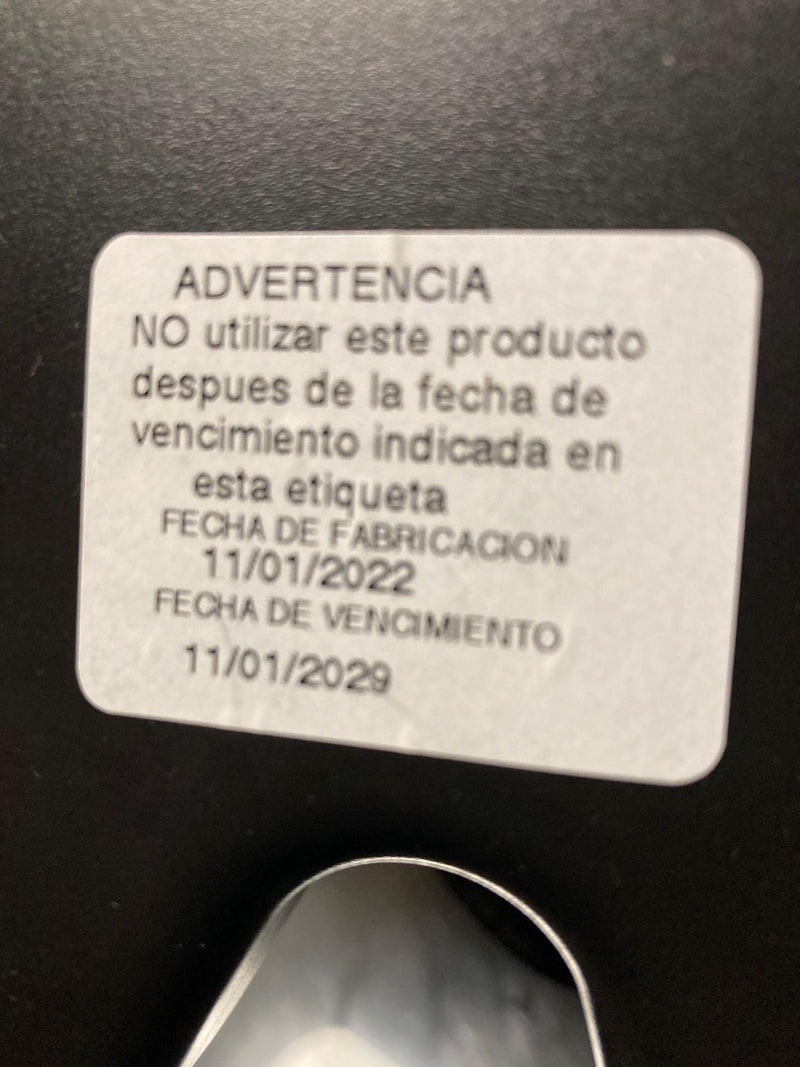 ADVERTENCIA
NO utilizar este producto
despues de la fecha de
vencimiento indicada en
esta etiqueta
FECHA DE FABRICACION
11/01/2022
FECHA DE VENCIMIENTO
11/01/2029